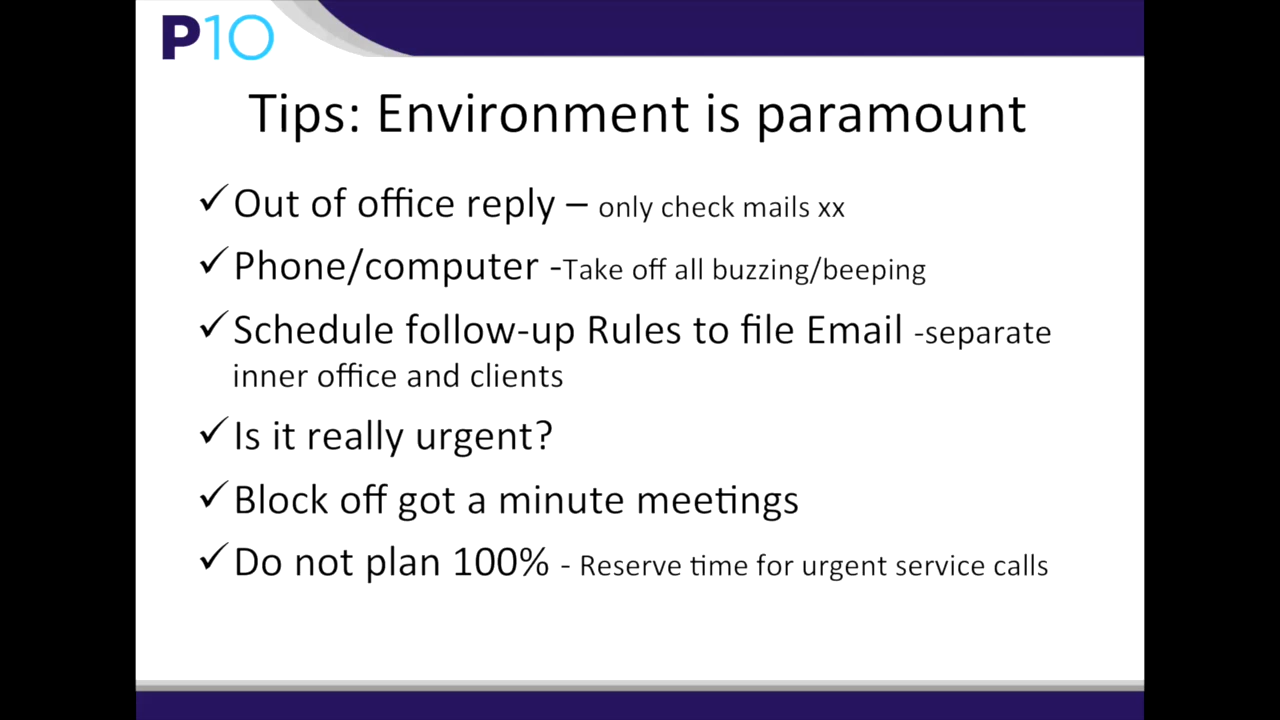 P10
Tips: Environment is paramount
✓Out of office reply – only check mails xx
✓Phone/computer -Take off all buzzing/beeping
✓Schedule follow-up Rules to file Email -separate
inner office and clients
✓Is it really urgent?
✓Block off got a minute meetings
✓Do not plan 100% - Reserve time for urgent service calls